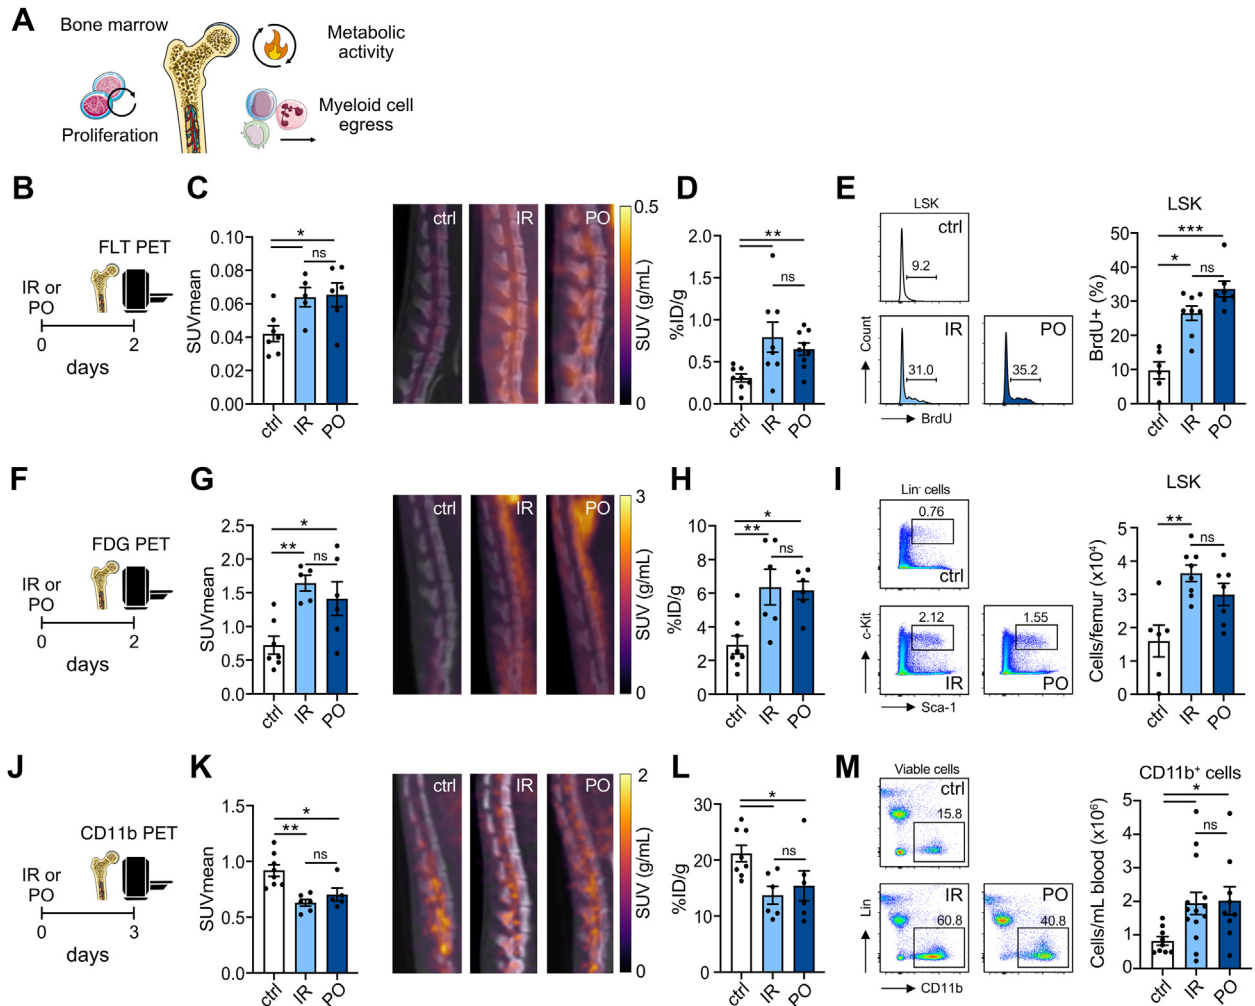 A
Bone marrow
Metabolic
activity
Proliferation
Myeloid cell
egress
B
FLT PET
IR or
PO
0
2
days
C
SUVmean
0.10
0.08
0.06
0.04
0.02
0.00
*
ns
ctrl
IR
PO
ctrl
IR
PO
0.5
SUV (g/mL)
0
D
%ID/g
2.0
1.5
1.0
0.5
0.0
**
ns
ctrl
IR
PO
E
LSK
ctrl
9.2
IR
31.0
PO
35.2
Count
BrdU
LSK
BrdU+ (%)
50
40
30
20
10
0
***
*
ns
ctrl
IR
PO
F
FDG PET
IR or
PO
0
2
days
G
SUVmean
2.5
2.0
1.5
1.0
0.5
0.0
*
**
ns
ctrl
IR
PO
ctrl
IR
PO
3
SUV (g/mL)
0
H
%ID/g
10
8
6
4
2
0
*
**
ns
ctrl
IR
PO
I
Lin⁻ cells
0.76
ctrl
2.12
IR
1.55
PO
c-Kit
Sca-1
LSK
Cells/femur (x10⁴)
5
4
3
2
1
0
**
ns
ctrl
IR
PO
J
CD11b PET
IR or
PO
0
3
days
K
SUVmean
1.5
1.0
0.5
0.0
*
**
ns
ctrl
IR
PO
ctrl
IR
PO
2
SUV (g/mL)
0
L
%ID/g
30
20
10
0
*
ns
ctrl
IR
PO
M
Viable cells
ctrl
15.8
IR
60.8
PO
40.8
Lin
CD11b
CD11b⁺ cells
Cells/mL blood (x10⁶)
5
4
3
2
1
0
*
ns
ctrl
IR
PO